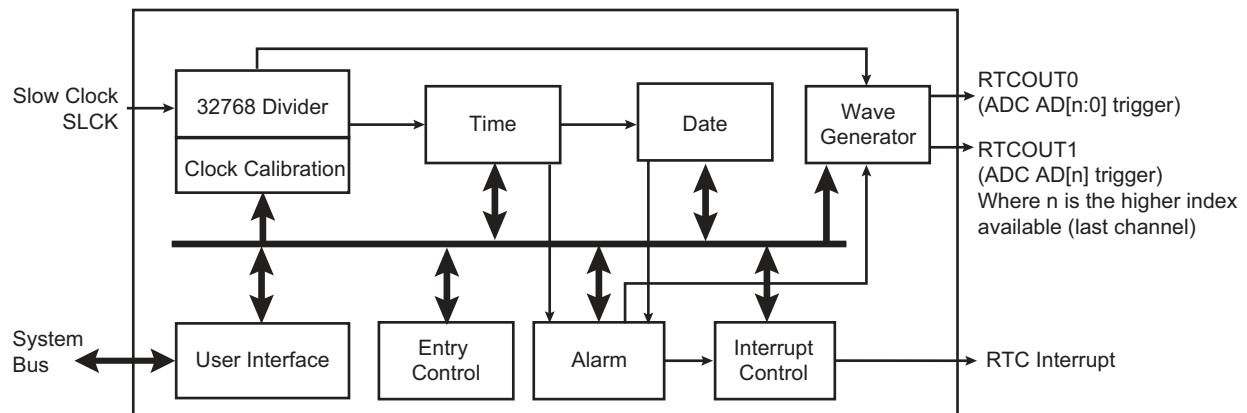 Slow Clock
SLCK
32768 Divider
Clock Calibration
Time
Date
Wave
Generator
RTCOUT0
(ADC AD[n:0] trigger)
RTCOUT1
(ADC AD[n] trigger)
Where n is the higher index
available (last channel)
System
Bus
User Interface
Entry
Control
Alarm
Interrupt
Control
RTC Interrupt